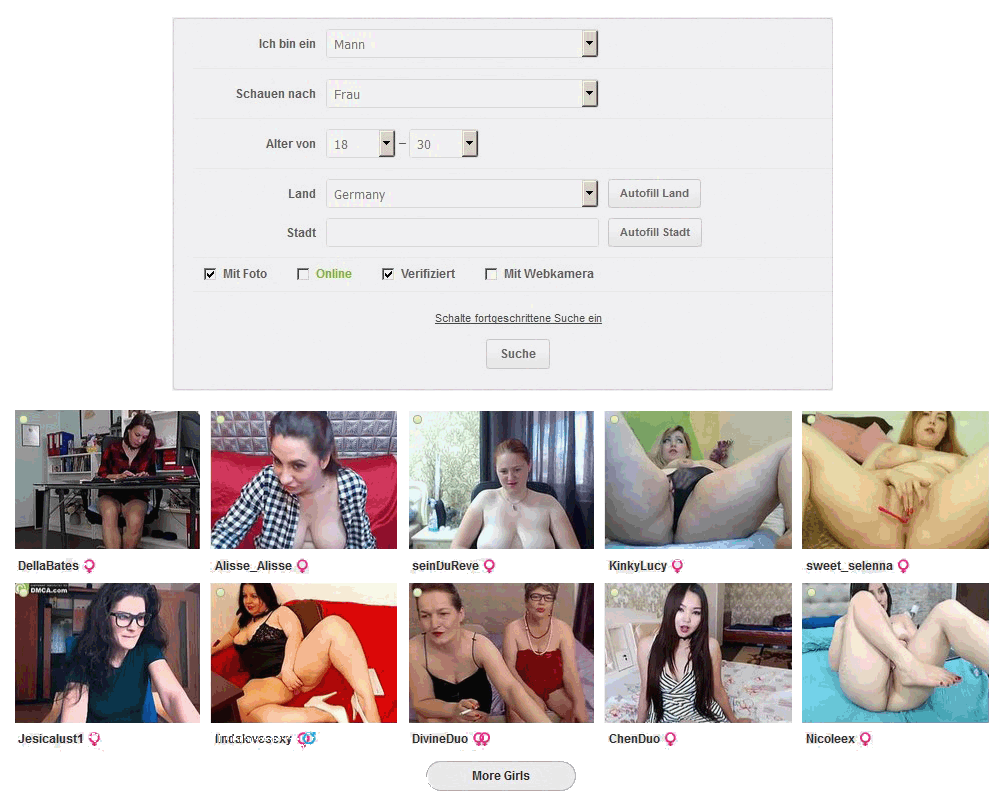 Ich bin ein Mann
Schauen nach Frau
Alter von 18 – 30
Land Germany Autofill Land
Stadt Autofill Stadt
Mit Foto Online Verifiziert Mit Webkamera
Schalte fortgeschrittene Suche ein
Suche
DellaBates Alisse_Alisse seinDuReve KinkyLucy sweet_selenna
DMCA.com
Jesicalust1 DivineDuo ChenDuo Nicoleex
More Girls